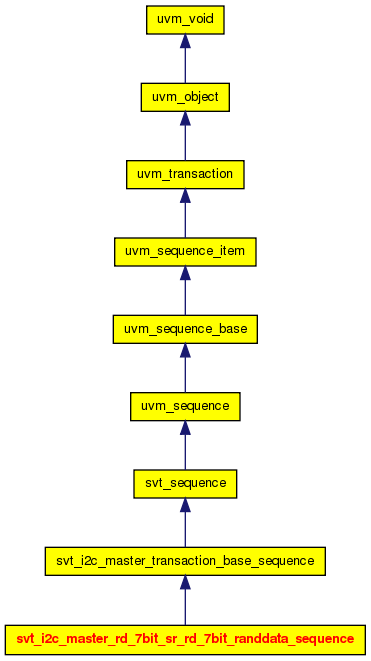 uvm_void
uvm_object
uvm_transaction
uvm_sequence_item
uvm_sequence_base
uvm_sequence
svt_sequence
svt_i2c_master_transaction_base_sequence
svt_i2c_master_rd_7bit_sr_rd_7bit_randdata_sequence